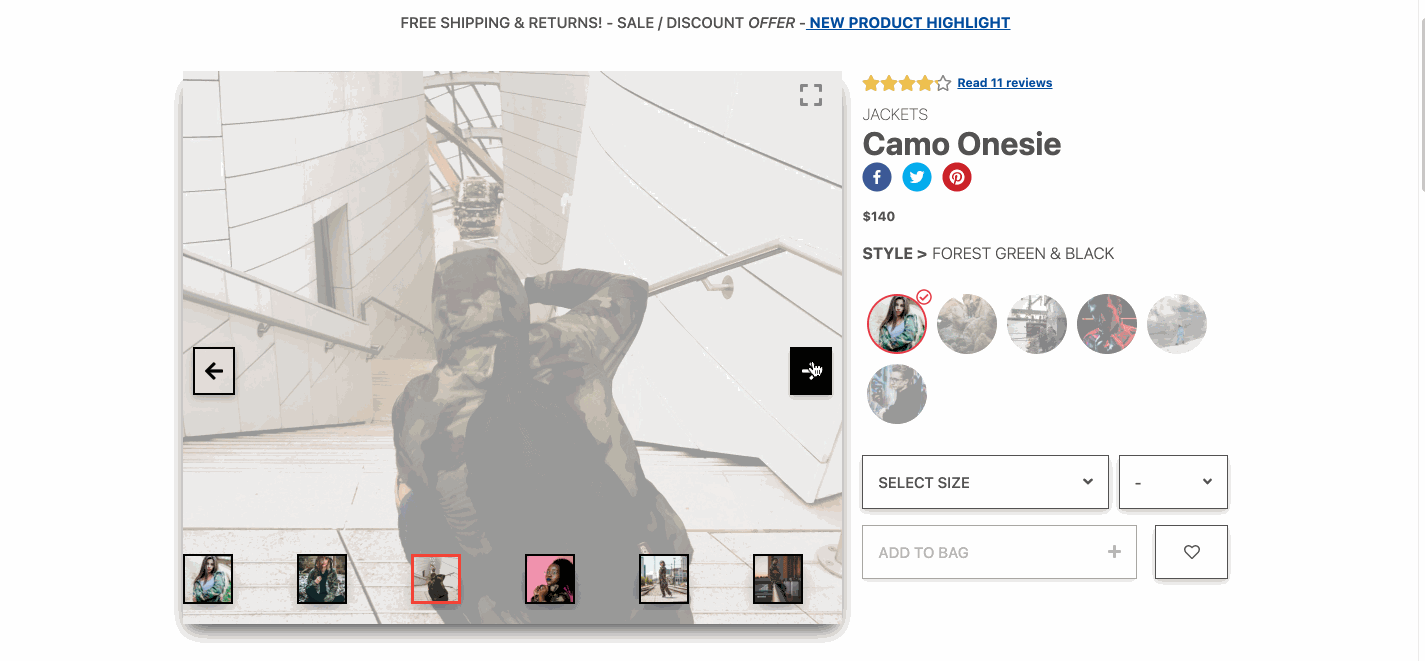 FREE SHIPPING & RETURNS! - SALE / DISCOUNT OFFER - NEW PRODUCT HIGHLIGHT
Read 11 reviews
JACKETS
Camo Onesie
$140
STYLE > FOREST GREEN & BLACK
SELECT SIZE
-
ADD TO BAG +